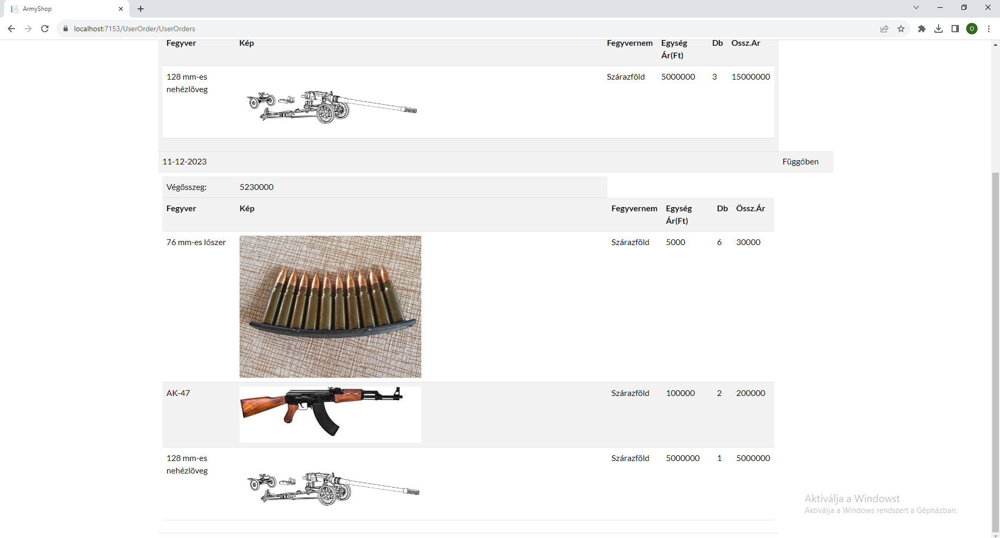 ArmyShop
localhost:7153/UserOrder/UserOrders
O
Fegyver Kép Fegyvernem Egység Ár(Ft) Db Össz.Ár
128 mm-es nehézlöveg Szárazföld 5000000 3 15000000
11-12-2023 Függőben
Végösszeg: 5230000
Fegyver Kép Fegyvernem Egység Ár(Ft) Db Össz.Ár
76 mm-es lőszer Szárazföld 5000 6 30000
AK-47 Szárazföld 100000 2 200000
128 mm-es nehézlöveg Szárazföld 5000000 1 5000000
Aktiválja a Windowst
Aktiválja a Windows rendszert a Gépházban.